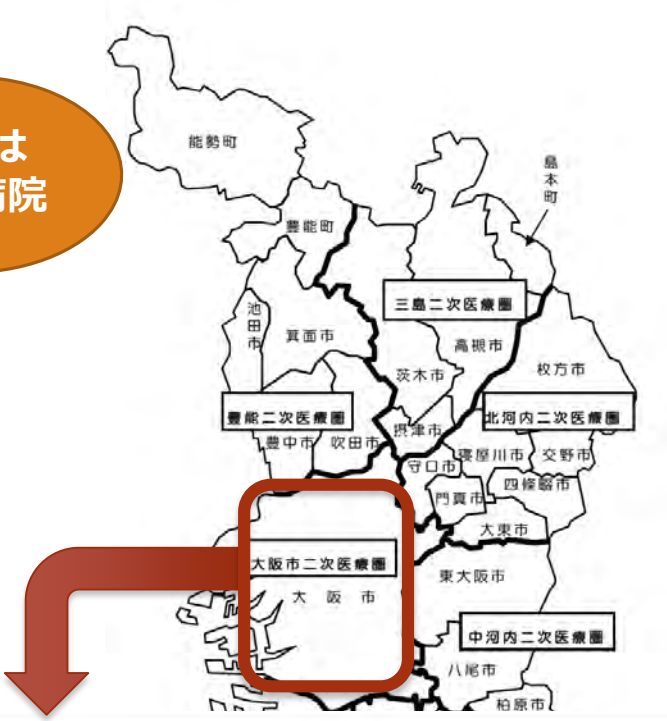 は
病院
能勢町
島本町
豊能町
三島二次医療圏
池田市
箕面市
高槻市
茨木市
枚方市
豊能二次医療圏
摂津市
北河内二次医療圏
豊中市
吹田市
守口市
寝屋川市
交野市
門真市
四條畷市
大東市
大阪市二次医療圏
東大阪市
大阪市
中河内二次医療圏
八尾市
柏原市